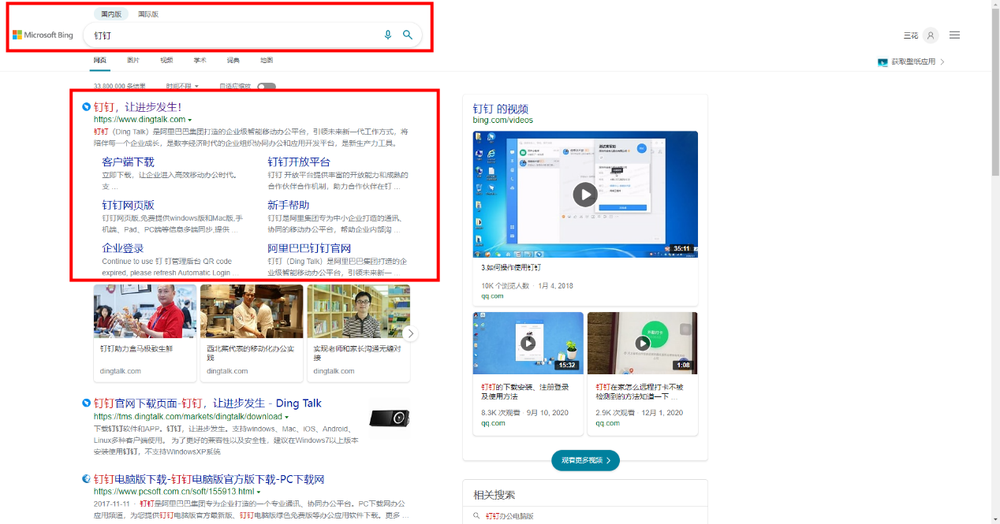 国内版 国际版
Microsoft Bing
钉钉
三花
网页 图片 视频 学术 词典 地图
获取壁纸应用
33,800,000 条结果 时间不限 自适应缩放
钉钉，让进步发生！
https://www.dingtalk.com
钉钉（Ding Talk）是阿里巴巴集团打造的企业级智能移动办公平台，引领未来新一代工作方式，将
陪伴每一个企业成长，是数字经济时代的企业组织协同办公和应用开发平台，是新生产力工具。
客户端下载
立即下载，让企业进入高效移动办公时代。
支 ...
钉钉开放平台
钉钉 开放平台提供丰富的开放能力和成熟的
合作伙伴合作机制，助力合作伙伴在钉 ...
钉钉网页版
钉钉网页版,免费提供windows版和Mac版,手
机端、Pad、PC端等信息多端同步,提供 ...
新手帮助
钉钉是阿里集团专为中小企业打造的通讯、
协同的移动办公平台，帮助企业内部沟 ...
企业登录
Continue to use 钉 钉管理后台 QR code
expired, please refresh Automatic Login ...
阿里巴巴钉钉官网
钉钉（Ding Talk）是阿里巴巴集团打造的企
业级智能移动办公平台，引领未来新一 ...
钉钉助力盒马极致生鲜
dingtalk.com
西北菜代表的移动化办公实
践
dingtalk.com
实现老师和家长沟通无缝对
接
dingtalk.com
钉钉官网下载页面-钉钉，让进步发生 - Ding Talk
https://tms.dingtalk.com/markets/dingtalk/download
下载钉钉软件和APP。钉钉，让进步发生。支持windows、Mac、IOS、Android、
Linux多种客户端使用。 为了更好的兼容性以及安全性，建议在Windows7以上版本
安装使用钉钉，不支持WindowsXP系统
钉钉电脑版下载-钉钉电脑版官方版下载-PC下载网
https://www.pcsoft.com.cn/soft/155913.html
2017-11-11 · 钉钉是阿里巴巴集团专为企业打造的一个专业通讯、协同办公平台。PC下载网办公
应用频道，为您提供钉钉电脑版官方最新版、钉钉电脑版绿色免费版等办公应用软件下载。更多 ...
钉钉 的视频
bing.com/videos
35:11
3.如何操作使用钉钉
10K 个浏览人数 · 1月 4, 2018
qq.com
15:32
钉钉的下载安装、注册登录
及使用方法
8.3K 次观看 · 9月 10, 2020
qq.com
1:08
钉钉在家怎么远程打卡不被
检测到的方法知道一下 ...
2.9K 次观看 · 12月 1, 2020
qq.com
观看更多视频
相关搜索
钉钉办公电脑版